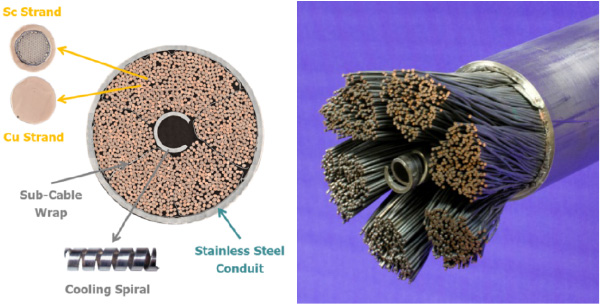 Sc Strand
Cu Strand
Sub-Cable
Wrap
Stainless Steel
Conduit
Cooling Spiral